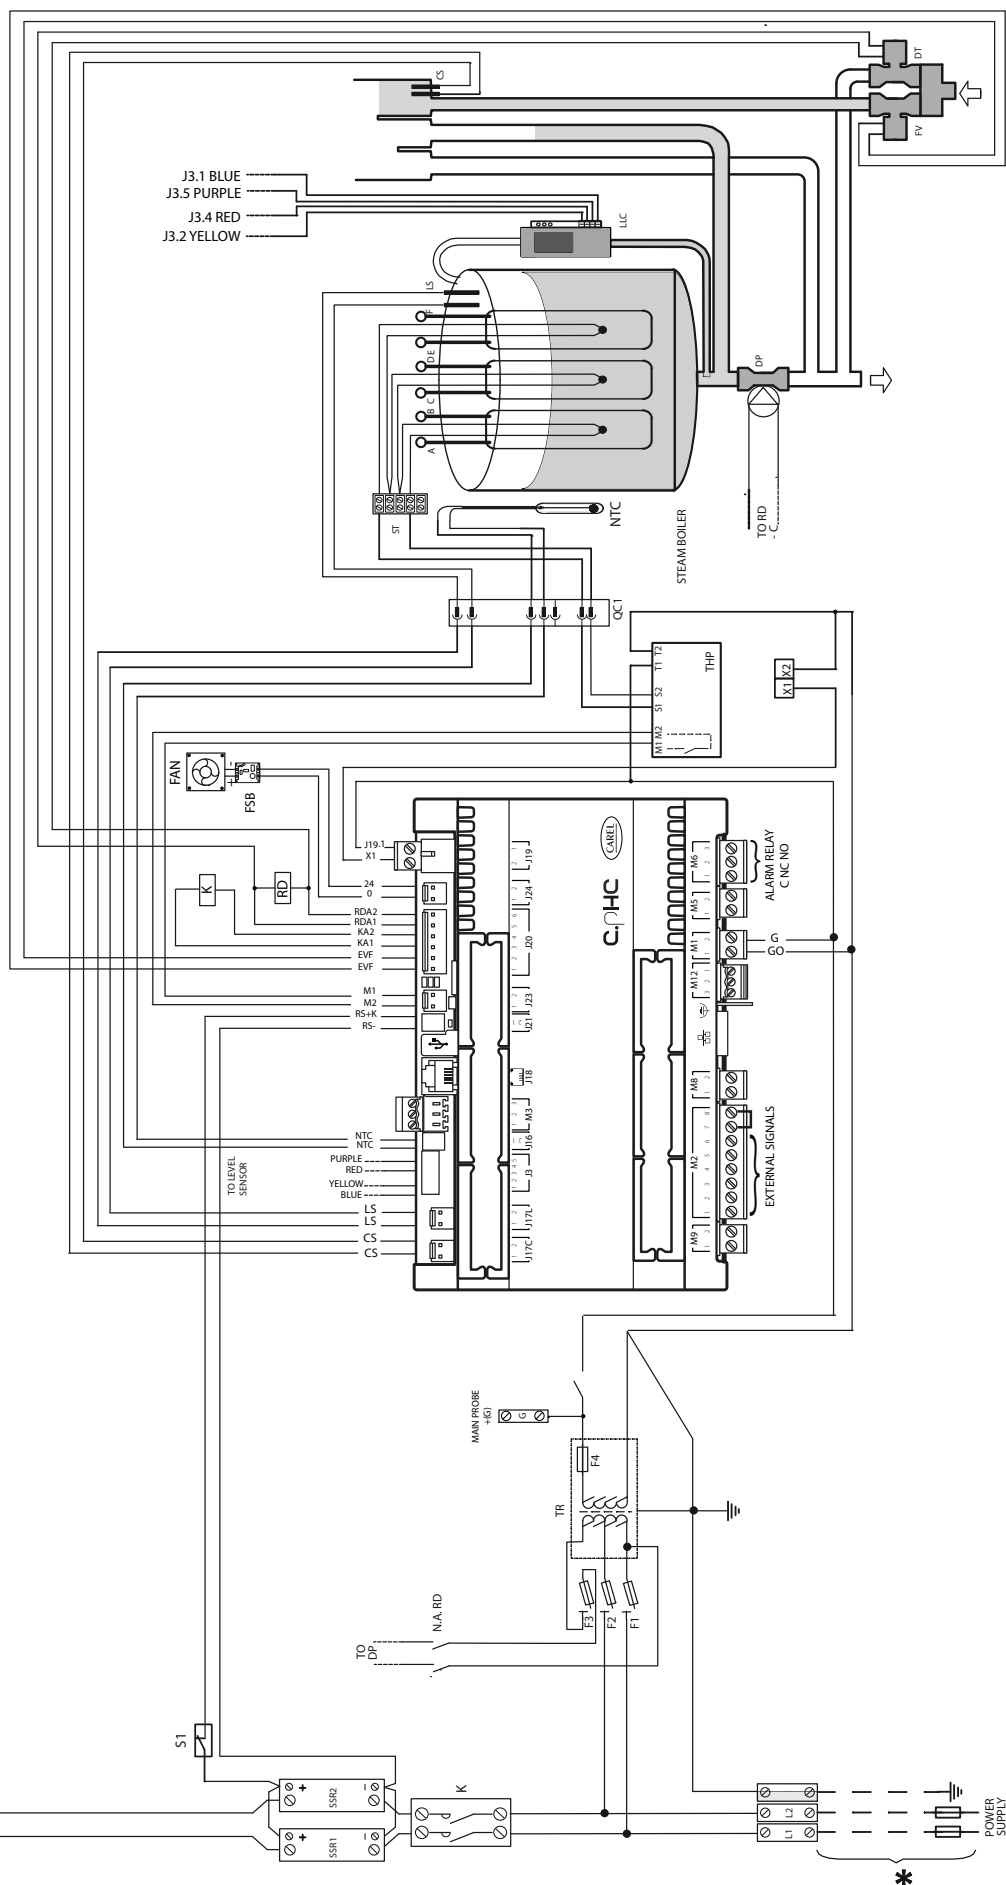 DT
CS
FV
J3.1 BLUE
J3.5 PURPLE
J3.4 RED
J3.2 YELLOW
LLC
LS
F
D E
C
B
A
DP
ST
NTC
STEAM BOILER
TO RD
- C
QC1
T1 T2
S1 S2
M1 M2
THP
X1 X2
FAN
- +
FSB
J19.1
X1
24
0
K
RD
RDA2
RDA1
KA2
KA1
EVF
EVF
M1
M2
RS+K
RS-
NTC
NTC
PURPLE
RED
YELLOW
BLUE
TO LEVEL
SENSOR
LS
LS
CS
CS
J19
J24
J20
J23
J21
J18
M3
J16
J3
J17L
J17C
CAREL
c.pHC
M6
M5
M1
M12
M8
M2
M9
ALARM RELAY
C NC NO
G
GO
EXTERNAL SIGNALS
MAIN PROBE
+(G)
G
F4
TR
F3
F2
F1
N.A. RD
TO
DP
S1
+ -
SSR2
+ -
SSR1
K
L2
L1
POWER
SUPPLY
*